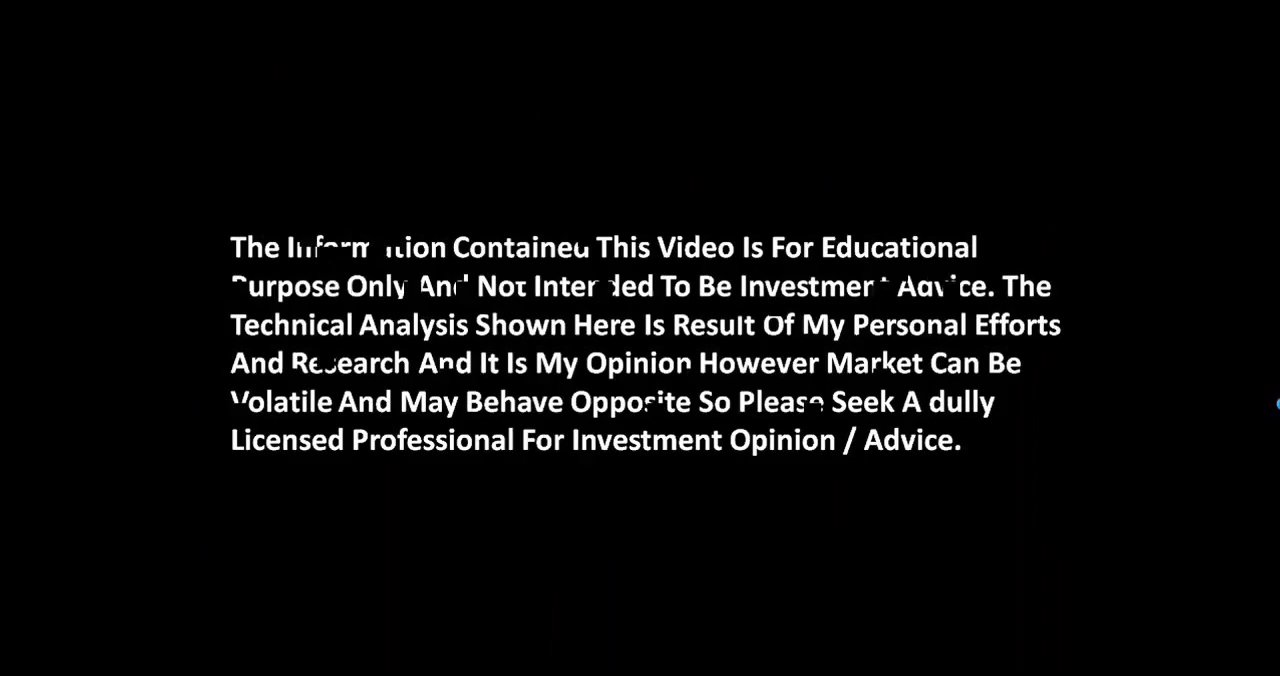 The Information Contained This Video Is For Educational
Purpose Only And Not Intended To Be Investment Advice. The
Technical Analysis Shown Here Is Result Of My Personal Efforts
And Research And It Is My Opinion However Market Can Be
Volatile And May Behave Opposite So Please Seek A dully
Licensed Professional For Investment Opinion / Advice.